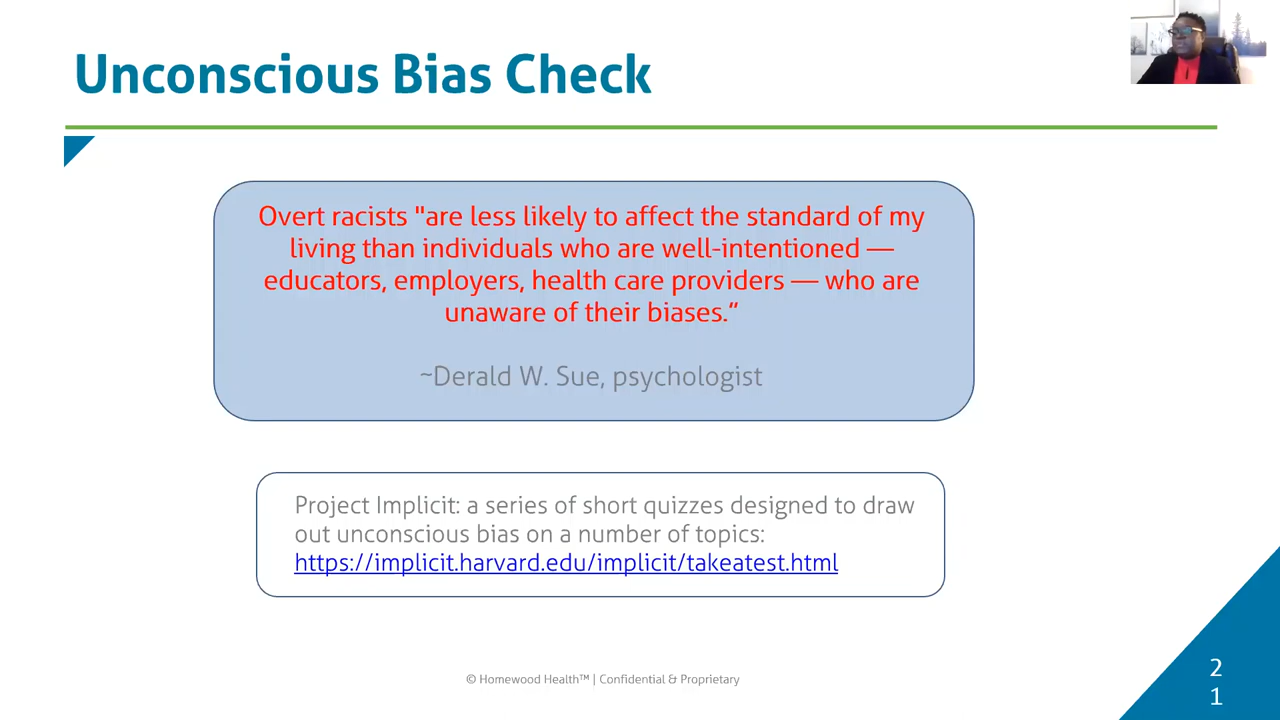 Unconscious Bias Check
Overt racists "are less likely to affect the standard of my
living than individuals who are well-intentioned —
educators, employers, health care providers — who are
unaware of their biases.”
~Derald W. Sue, psychologist
Project Implicit: a series of short quizzes designed to draw
out unconscious bias on a number of topics:
https://implicit.harvard.edu/implicit/takeatest.html
© Homewood Health™ | Confidential & Proprietary
2
1